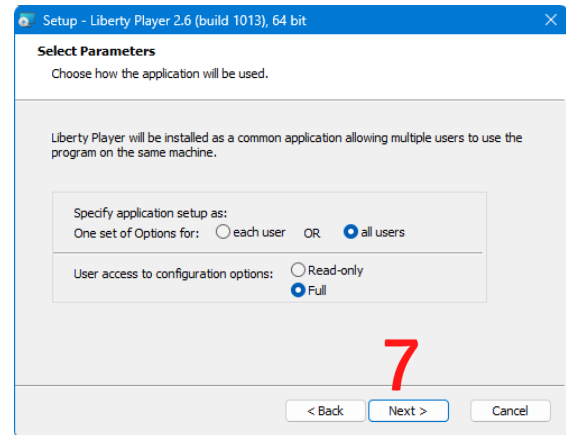 Setup - Liberty Player 2.6 (build 1013), 64 bit
Select Parameters
Choose how the application will be used.
Liberty Player will be installed as a common application allowing multiple users to use the
program on the same machine.
Specify application setup as:
One set of Options for: each user OR all users
User access to configuration options: Read-only
Full
7
< Back Next > Cancel